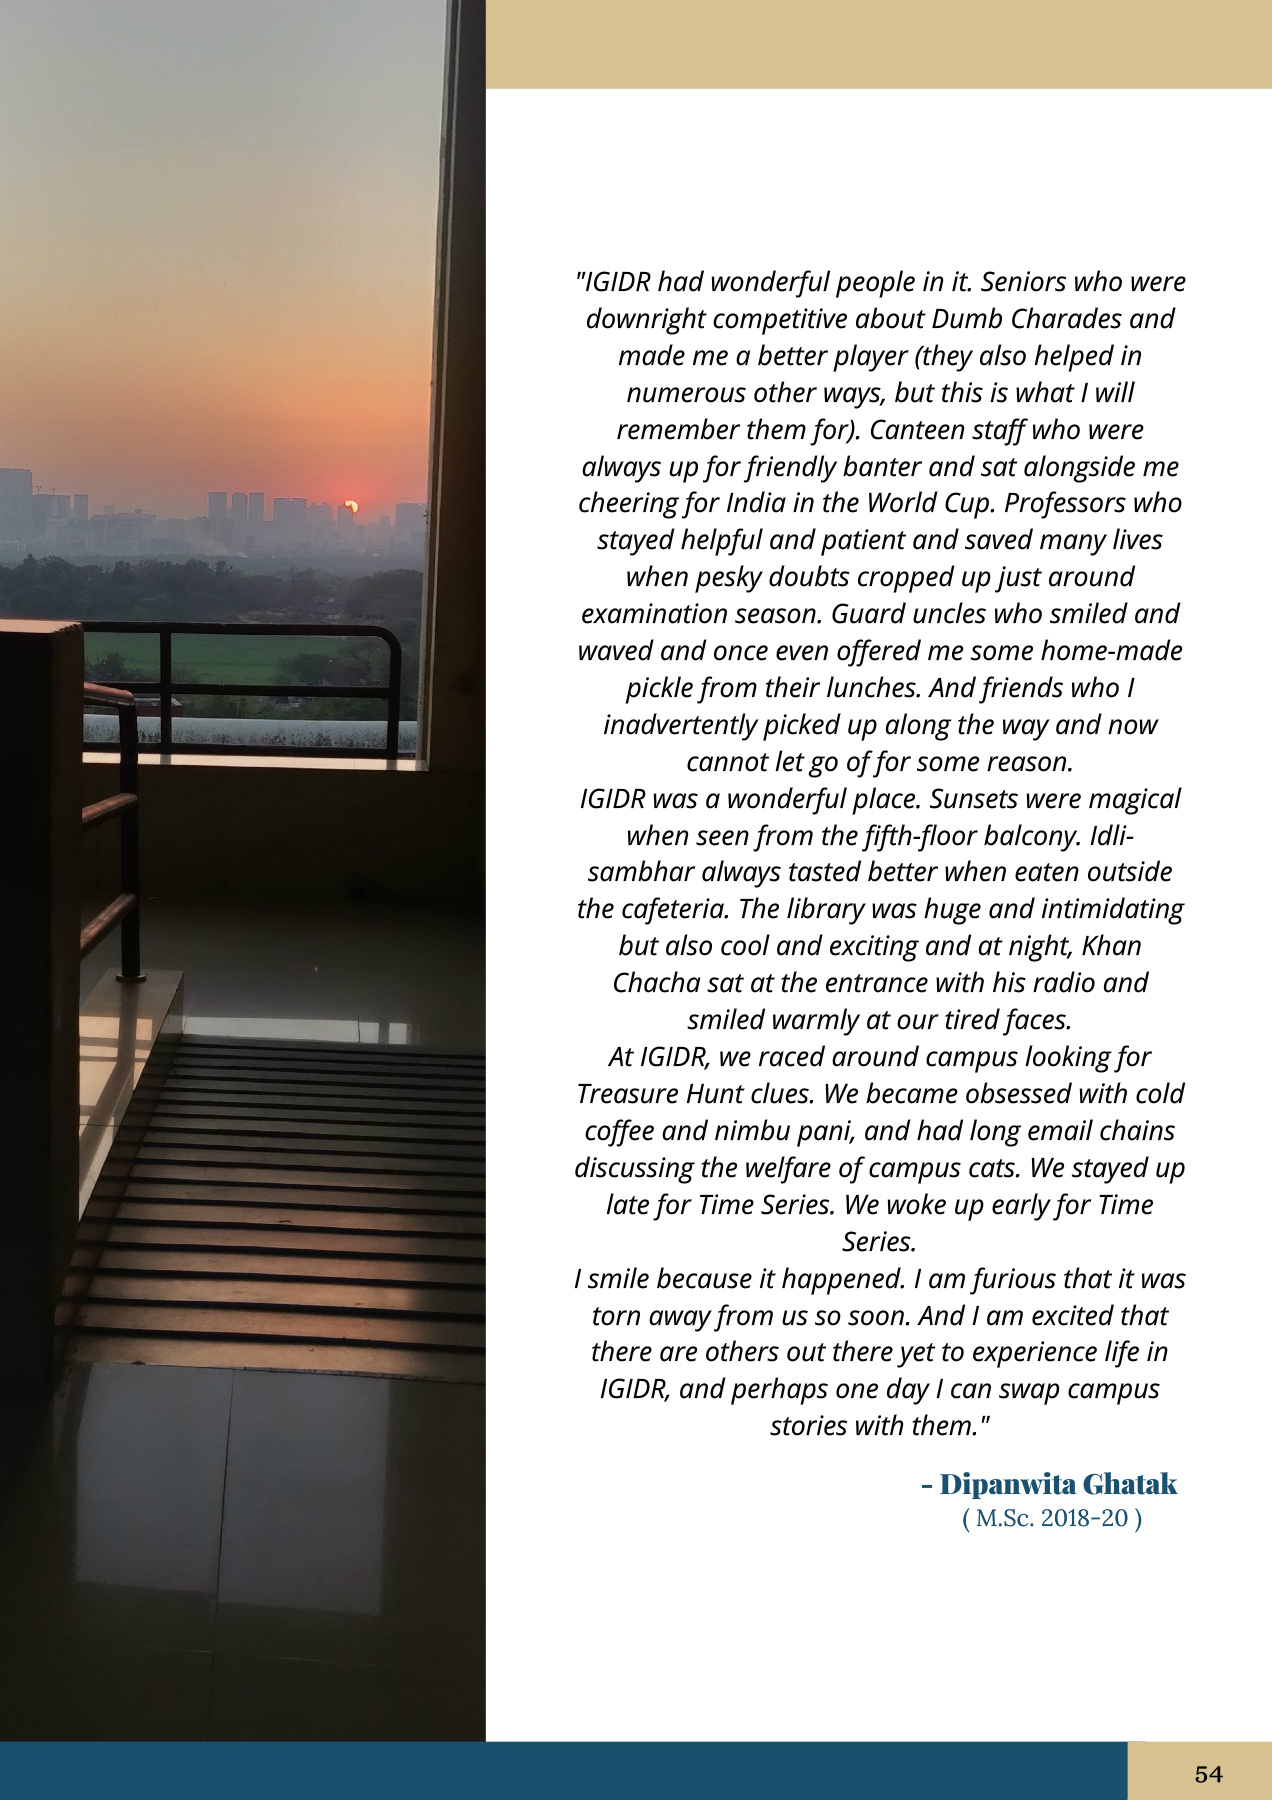 "IGIDR had wonderful people in it. Seniors who were
downright competitive about Dumb Charades and
made me a better player (they also helped in
numerous other ways, but this is what I will
remember them for). Canteen staff who were
always up for friendly banter and sat alongside me
cheering for India in the World Cup. Professors who
stayed helpful and patient and saved many lives
when pesky doubts cropped up just around
examination season. Guard uncles who smiled and
waved and once even offered me some home-made
pickle from their lunches. And friends who I
inadvertently picked up along the way and now
cannot let go of for some reason.
IGIDR was a wonderful place. Sunsets were magical
when seen from the fifth-floor balcony. Idli-
sambhar always tasted better when eaten outside
the cafeteria. The library was huge and intimidating
but also cool and exciting and at night, Khan
Chacha sat at the entrance with his radio and
smiled warmly at our tired faces.
At IGIDR, we raced around campus looking for
Treasure Hunt clues. We became obsessed with cold
coffee and nimbu pani, and had long email chains
discussing the welfare of campus cats. We stayed up
late for Time Series. We woke up early for Time
Series.
I smile because it happened. I am furious that it was
torn away from us so soon. And I am excited that
there are others out there yet to experience life in
IGIDR, and perhaps one day I can swap campus
stories with them."
- Dipanwita Ghatak
( M.Sc. 2018-20 )
54